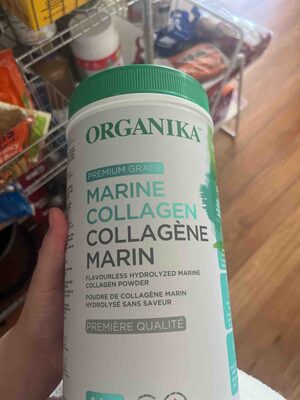 ORGANIKA™
PREMIUM GRADE
MARINE
COLLAGEN
COLLAGÈNE
MARIN
FLAVOURLESS HYDROLYZED MARINE
COLLAGEN POWDER
POUDRE DE COLLAGÈNE MARIN
HYDROLYSÉ SANS SAVEUR
PREMIÈRE QUALITÉ